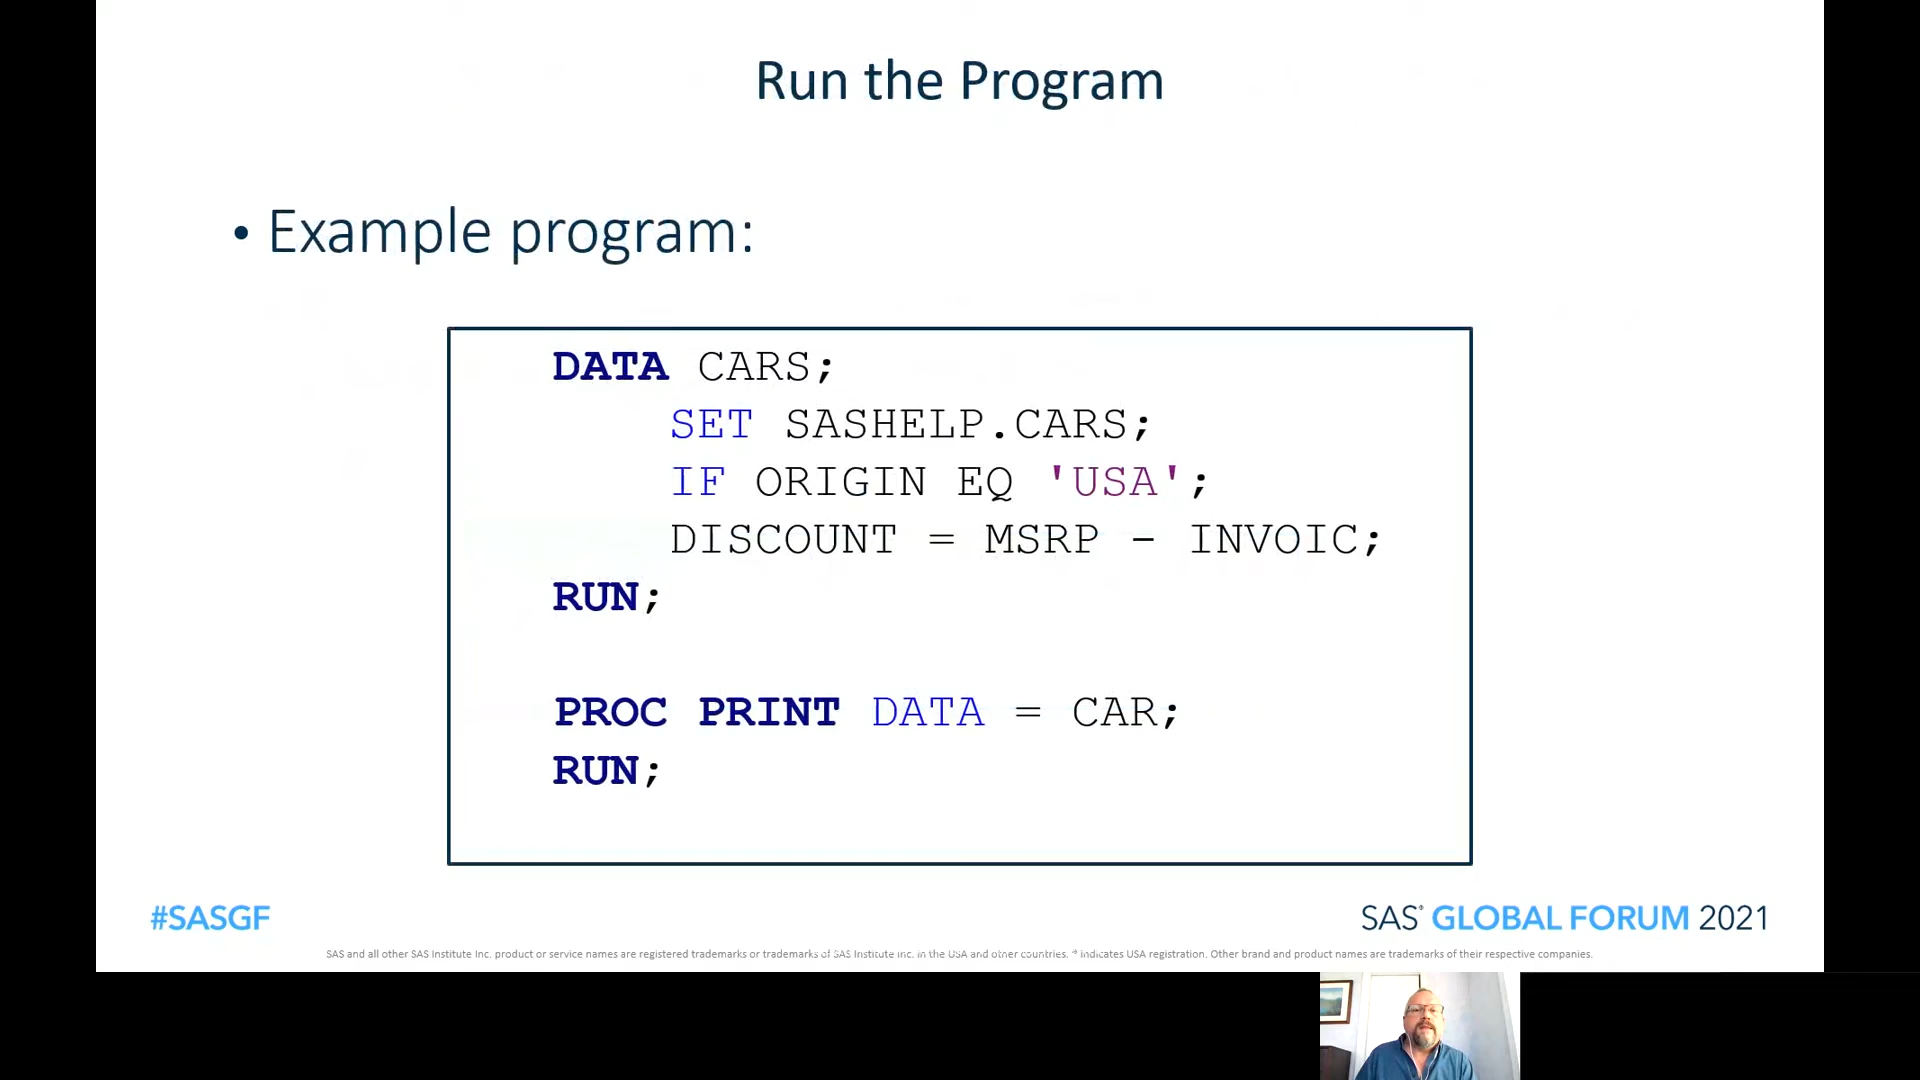 Run the Program
• Example program:
DATA CARS;
SET SASHELP.CARS;
IF ORIGIN EQ 'USA';
DISCOUNT = MSRP - INVOIC;
RUN;
PROC PRINT DATA = CAR;
RUN;
#SASGF
SAS® GLOBAL FORUM 2021
SAS and all other SAS Institute Inc. product or service names are registered trademarks or trademarks of SAS Institute Inc. in the USA and other countries. ® indicates USA registration. Other brand and product names are trademarks of their respective companies.